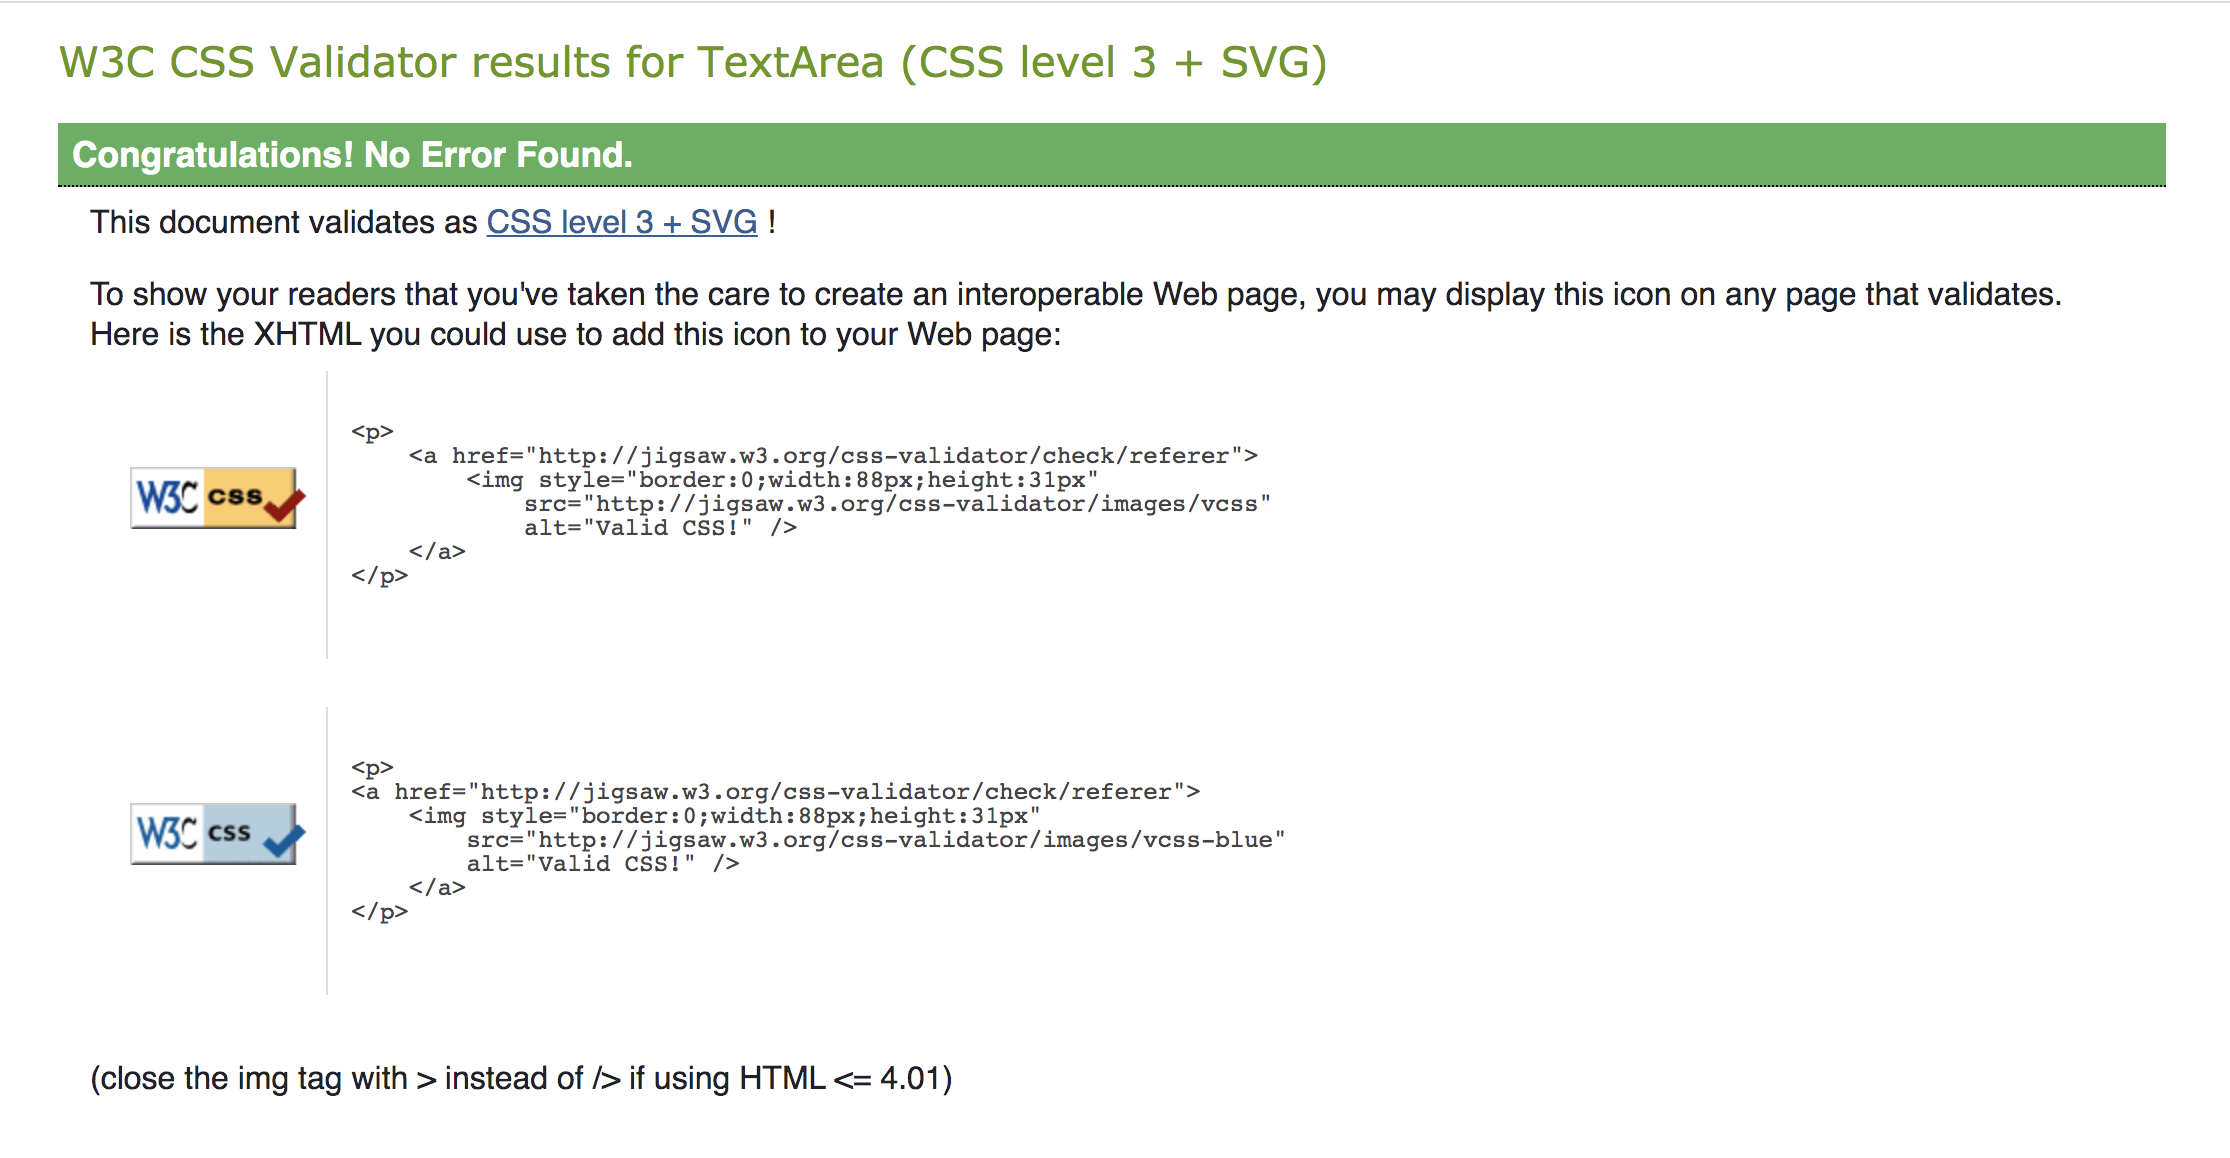 W3C CSS Validator results for TextArea (CSS level 3 + SVG)
Congratulations! No Error Found.
This document validates as CSS level 3 + SVG !
To show your readers that you've taken the care to create an interoperable Web page, you may display this icon on any page that validates.
Here is the XHTML you could use to add this icon to your Web page:
W3C css
<p>
    <a href="http://jigsaw.w3.org/css-validator/check/referer">
        <img style="border:0;width:88px;height:31px"
            src="http://jigsaw.w3.org/css-validator/images/vcss"
            alt="Valid CSS!" />
    </a>
</p>
W3C css
<p>
<a href="http://jigsaw.w3.org/css-validator/check/referer">
    <img style="border:0;width:88px;height:31px"
        src="http://jigsaw.w3.org/css-validator/images/vcss-blue"
        alt="Valid CSS!" />
    </a>
</p>
(close the img tag with > instead of /> if using HTML <= 4.01)